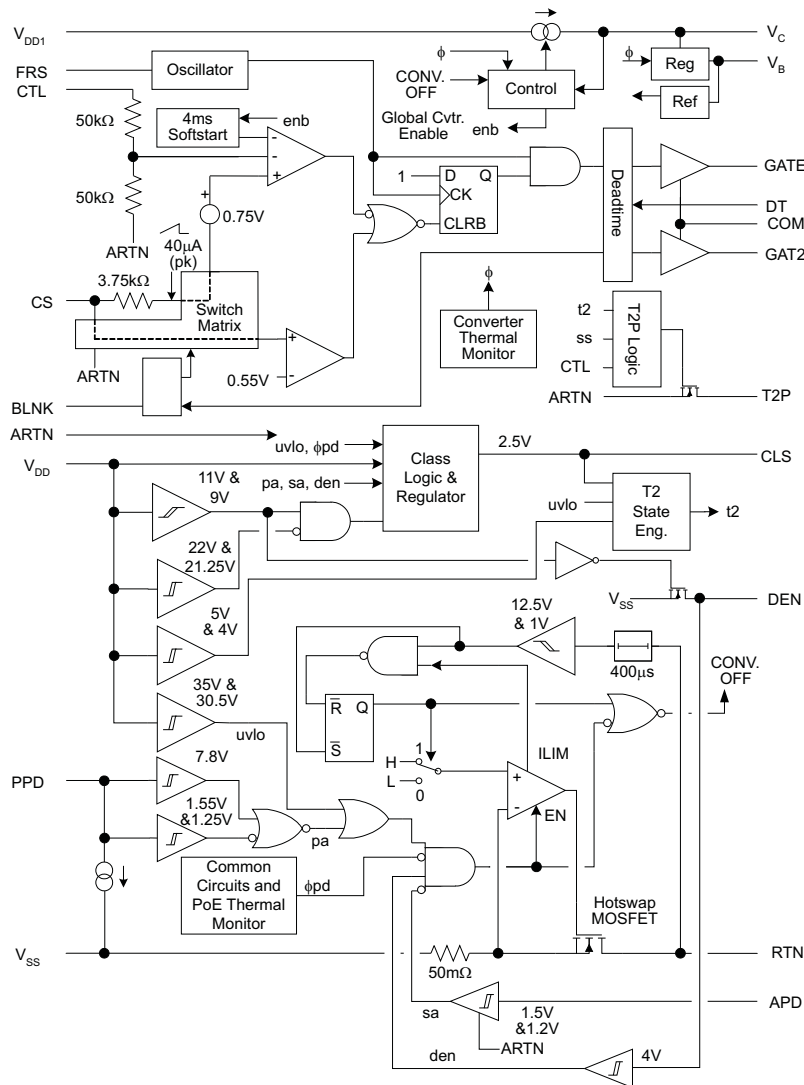 V_DD1
V_C
FRS
Oscillator
ϕ
CONV.
OFF
Control
ϕ
Reg
V_B
Ref
CTL
50kΩ
4ms
Softstart
enb
Global Cvtr.
Enable
enb
-
-
+
1
D
Q
CK
CLRB
Deadtime
GATE
DT
COM
GAT2
50kΩ
+
0.75V
ARTN
40μA
(pk)
3.75kΩ
CS
Switch
Matrix
ϕ
Converter
Thermal
Monitor
t2
ss
CTL
T2P Logic
+
-
ARTN
0.55V
BLNK
ARTN
T2P
ARTN
uvlo, ϕpd
2.5V
CLS
V_DD
pa, sa, den
Class
Logic &
Regulator
11V &
9V
T2
State
Eng.
uvlo
t2
22V &
21.25V
V_SS
DEN
5V
& 4V
12.5V
& 1V
400μs
CONV.
OFF
35V &
30.5V
uvlo
R
Q
S
1
H
L
0
ILIM
+
-
EN
PPD
7.8V
1.55V
&1.25V
pa
Common
Circuits and
PoE Thermal
Monitor
ϕpd
Hotswap
MOSFET
V_SS
50mΩ
RTN
sa
1.5V
&1.2V
APD
ARTN
den
4V